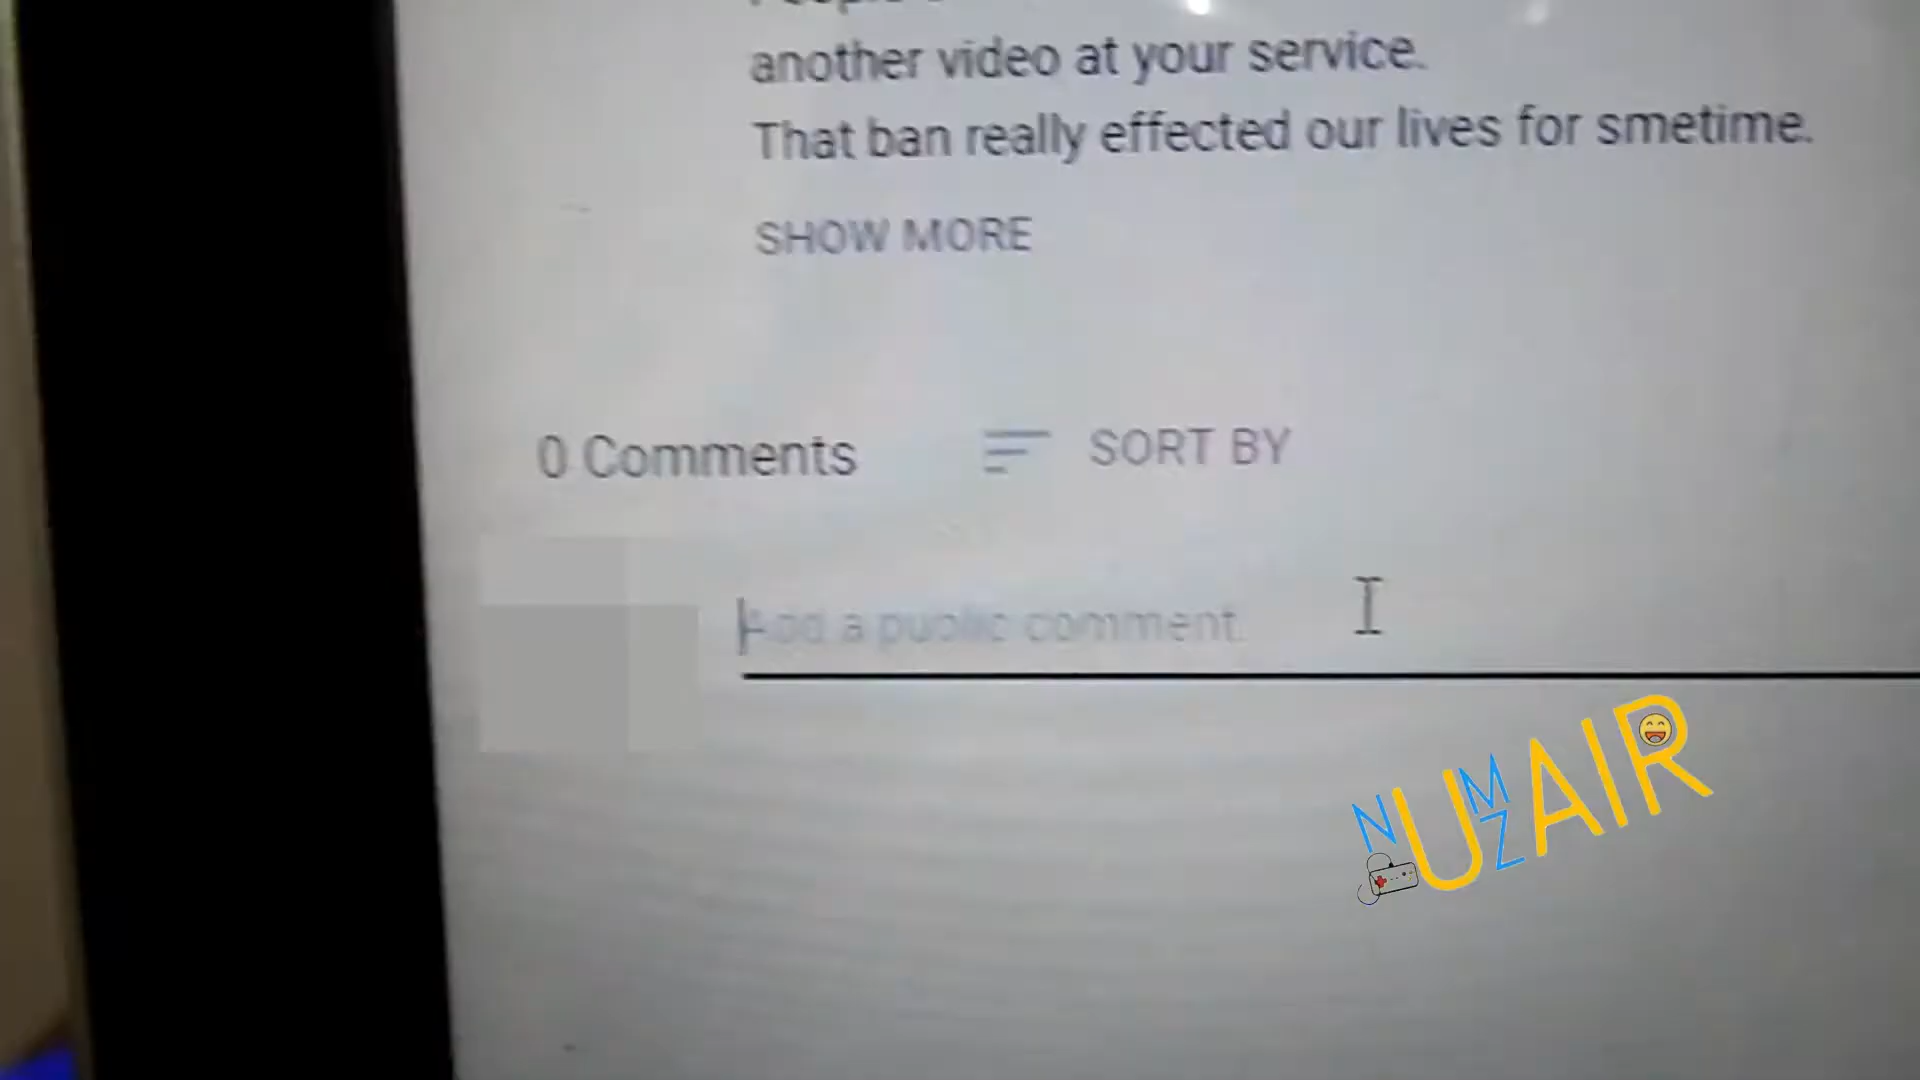 another video at your service.
That ban really effected our lives for smetime.
SHOW MORE
0 Comments
SORT BY
Add a public comment.
NUMZAIR